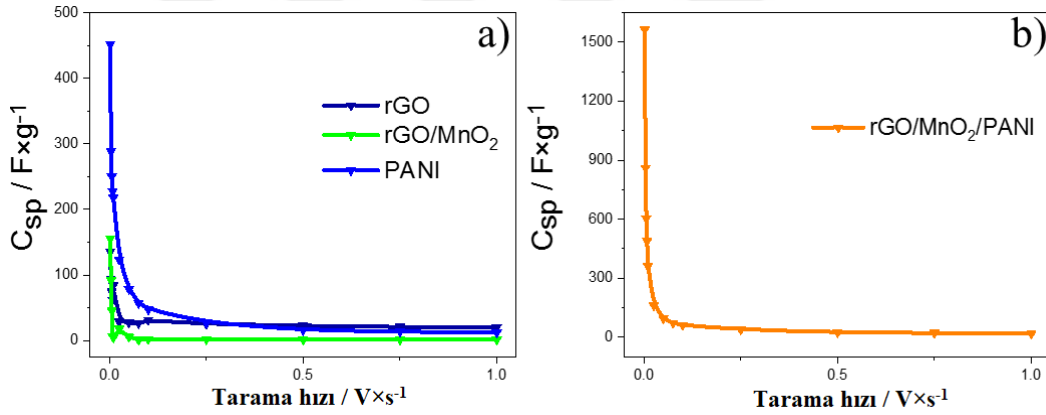 a)
500
400
300
200
100
0
C_sp / F×g⁻¹
rGO
rGO/MnO₂
PANI
0.0 0.5 1.0
Tarama hızı / V×s⁻¹
b)
1500
1200
900
600
300
0
C_sp / F×g⁻¹
rGO/MnO₂/PANI
0.0 0.5 1.0
Tarama hızı / V×s⁻¹